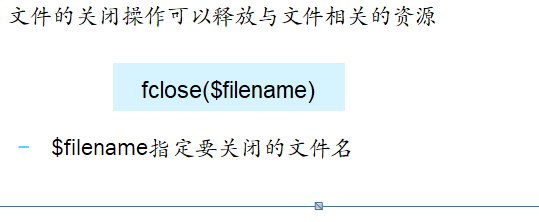 文件的关闭操作可以释放与文件相关的资源
fclose($filename)
– $filename指定要关闭的文件名